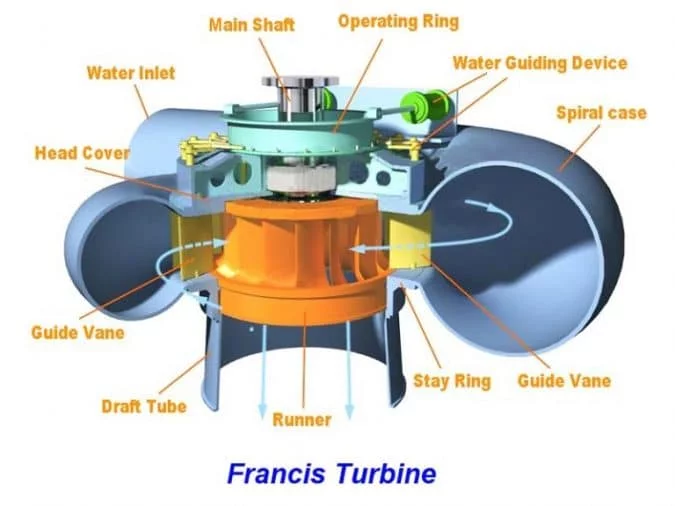 Main Shaft
Operating Ring
Water Inlet
Water Guiding Device
Spiral case
Head Cover
Guide Vane
Stay Ring
Guide Vane
Draft Tube
Runner
Francis Turbine